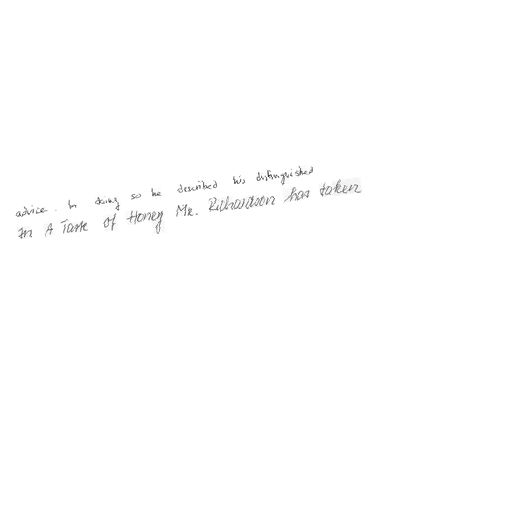 advice. In doing so he described his distinguished
In A Taste of Honey Mr. Richardson has taken